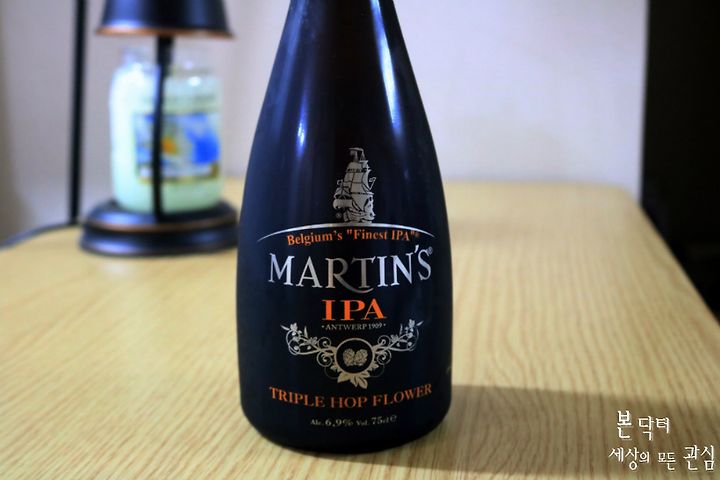 Belgium's "Finest IPA"®
MARTIN'S®
IPA
• ANTWERP 1909 •
TRIPLE HOP FLOWER
Alc. 6,9% Vol. 75cl e
본 닥터
세상의 모든 관심